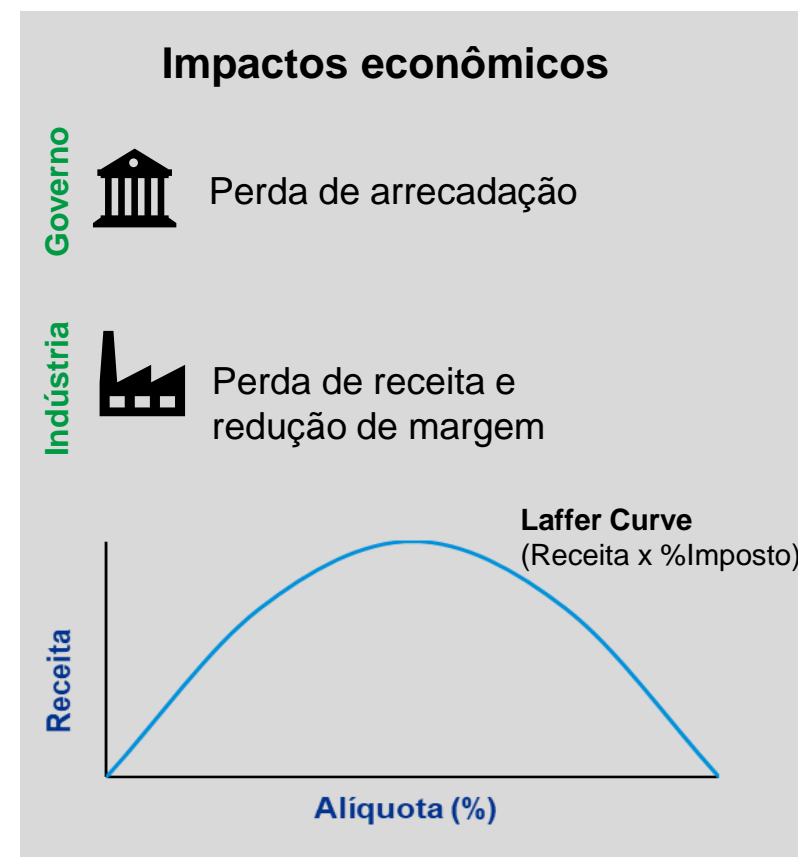 Impactos econômicos
Governo
Perda de arrecadação
Indústria
Perda de receita e
redução de margem
Laffer Curve
(Receita x %Imposto)
Receita
Alíquota (%)